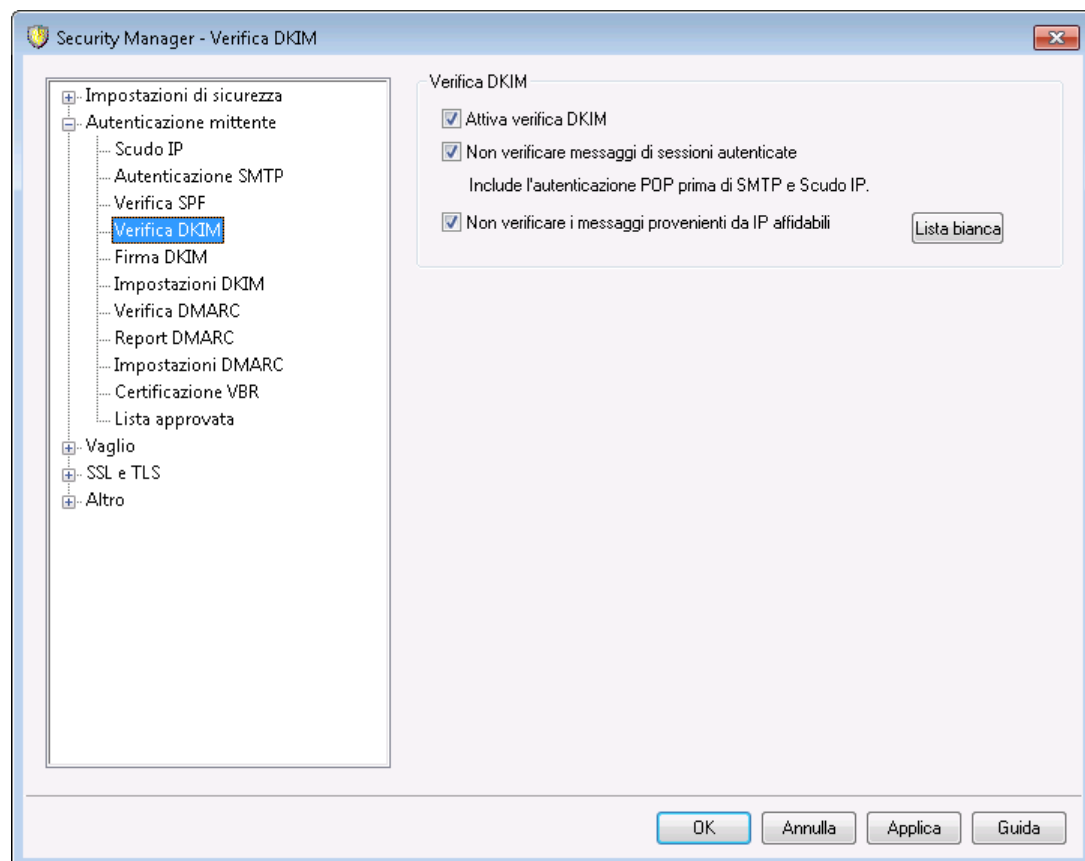 Security Manager - Verifica DKIM
Impostazioni di sicurezza
Autenticazione mittente
Scudo IP
Autenticazione SMTP
Verifica SPF
Verifica DKIM
Firma DKIM
Impostazioni DKIM
Verifica DMARC
Report DMARC
Impostazioni DMARC
Certificazione VBR
Lista approvata
Vaglio
SSL e TLS
Altro
Verifica DKIM
Attiva verifica DKIM
Non verificare messaggi di sessioni autenticate
Include l'autenticazione POP prima di SMTP e Scudo IP.
Non verificare i messaggi provenienti da IP affidabili
Lista bianca
OK
Annulla
Applica
Guida